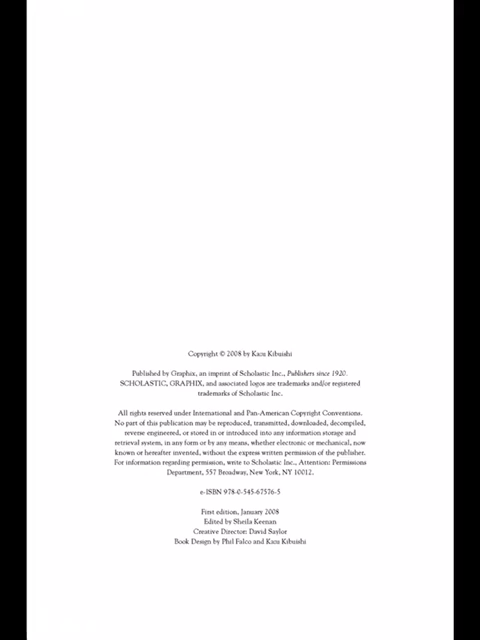 Copyright © 2008 by Kazu Kibuishi
Published by Graphix, an imprint of Scholastic Inc., Publishers since 1920.
SCHOLASTIC, GRAPHIX, and associated logos are trademarks and/or registered
trademarks of Scholastic Inc.
All rights reserved under International and Pan-American Copyright Conventions.
No part of this publication may be reproduced, transmitted, downloaded, decompiled,
reverse engineered, or stored in or introduced into any information storage and
retrieval system, in any form or by any means, whether electronic or mechanical, now
known or hereafter invented, without the express written permission of the publisher.
For information regarding permission, write to Scholastic Inc., Attention: Permissions
Department, 557 Broadway, New York, NY 10012.
e-ISBN 978-0-545-67576-5
First edition, January 2008
Edited by Sheila Keenan
Creative Director: David Saylor
Book Design by Phil Falco and Kazu Kibuishi